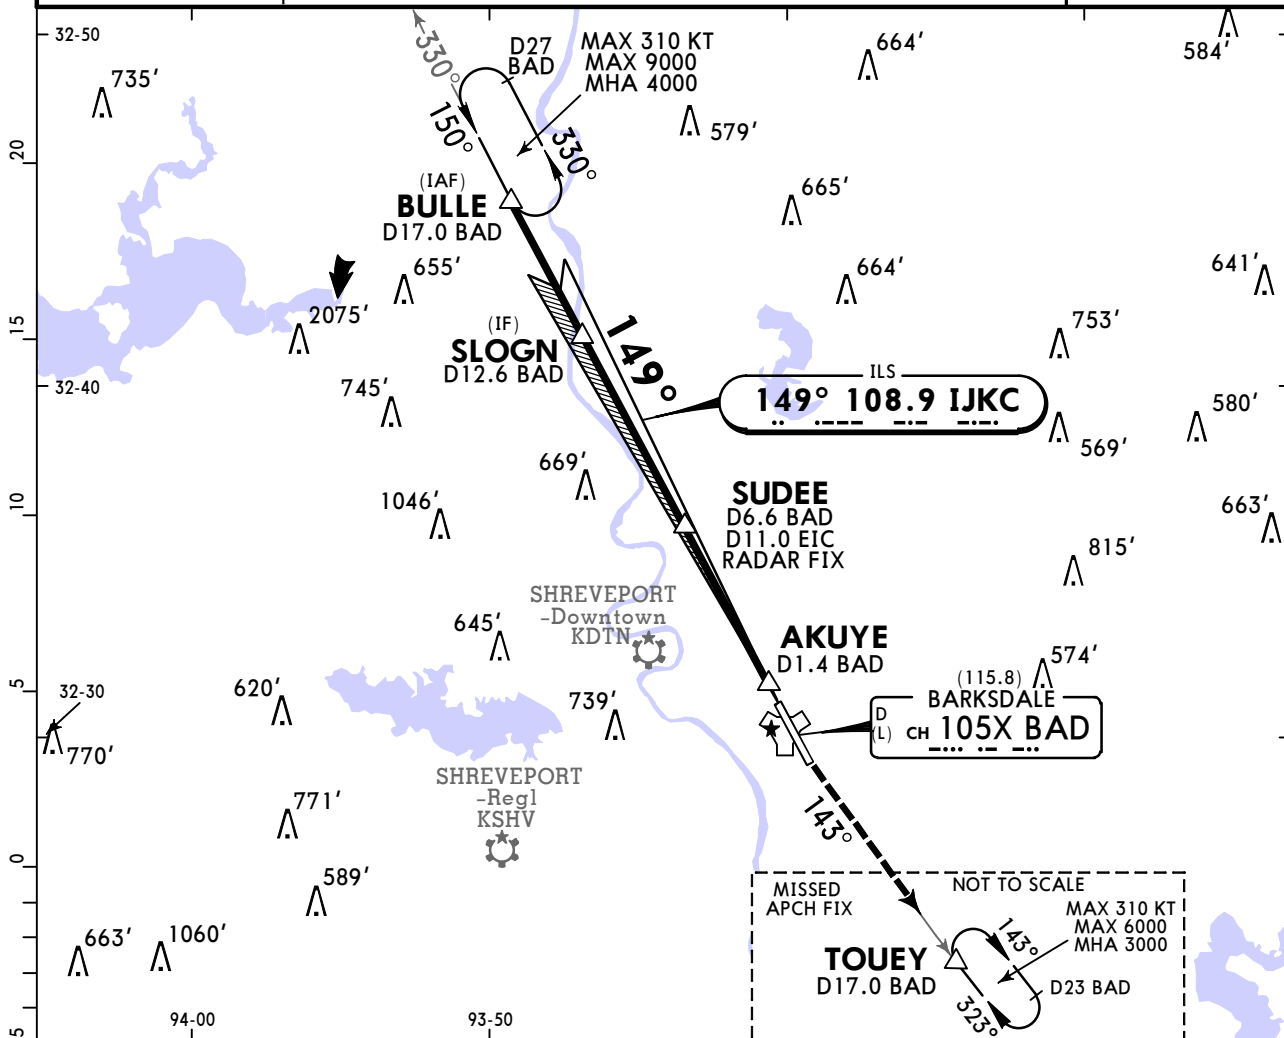 32-50
735′
330°
D27
BAD
MAX 310 KT
MAX 9000
MHA 4000
664′
584′
579′
150°
330°
20
(IAF)
BULLE
D17.0 BAD
665′
655′
664′
641′
2075′
15
(IF)
SLOGN
D12.6 BAD
149°
753′
32-40
745′
ILS
149° 108.9 IJKC
580′
569′
669′
1046′
10
SUDEE
D6.6 BAD
D11.0 EIC
RADAR FIX
663′
815′
SHREVEPORT
-Downtown
KDTN
645′
AKUYE
D1.4 BAD
574′
5
32-30
620′
739′
(115.8)
BARKSDALE
D
(L) CH 105X BAD
770′
SHREVEPORT
-Regl
KSHV
771′
143°
0
589′
MISSED
APCH FIX
NOT TO SCALE
MAX 310 KT
MAX 6000
MHA 3000
663′
1060′
143°
TOUEY
D17.0 BAD
D23 BAD
323°
5
94-00
93-50